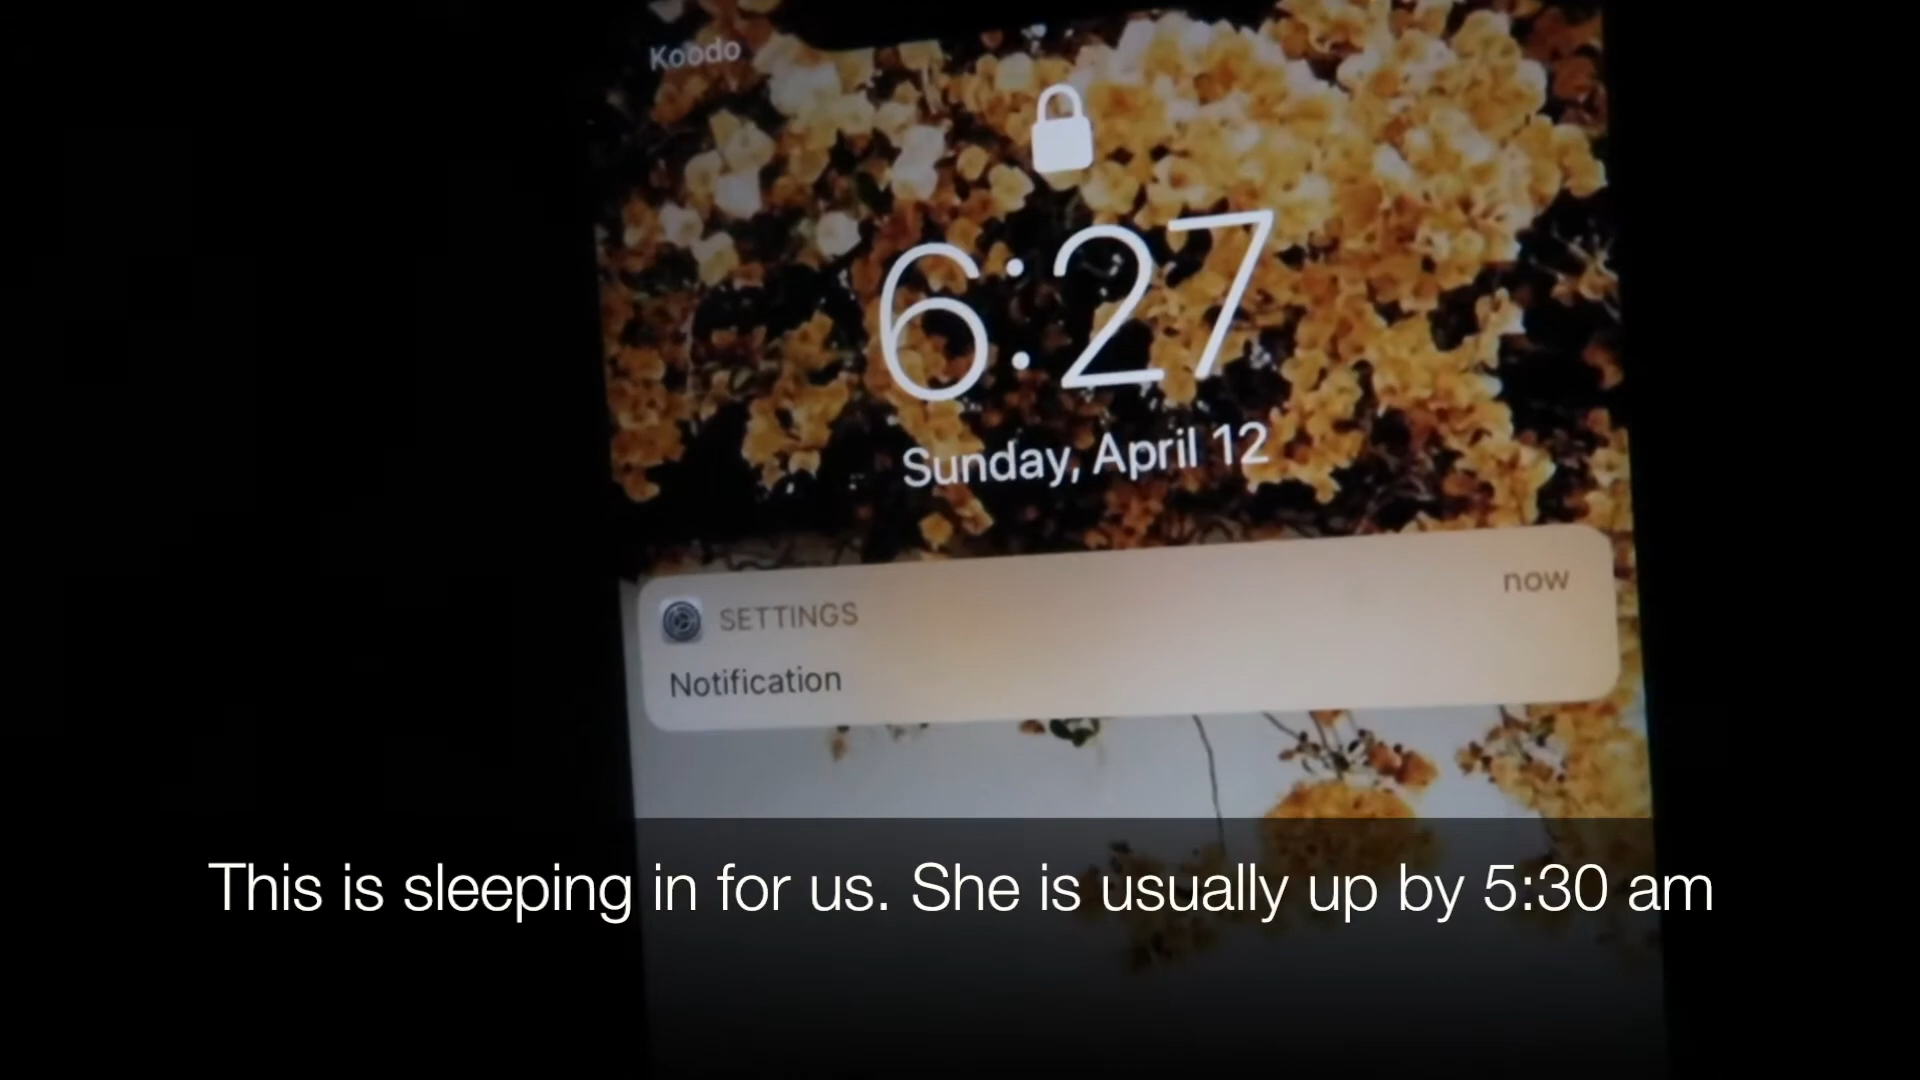 Koodo
6:27
Sunday, April 12
SETTINGS
now
Notification
This is sleeping in for us. She is usually up by 5:30 am